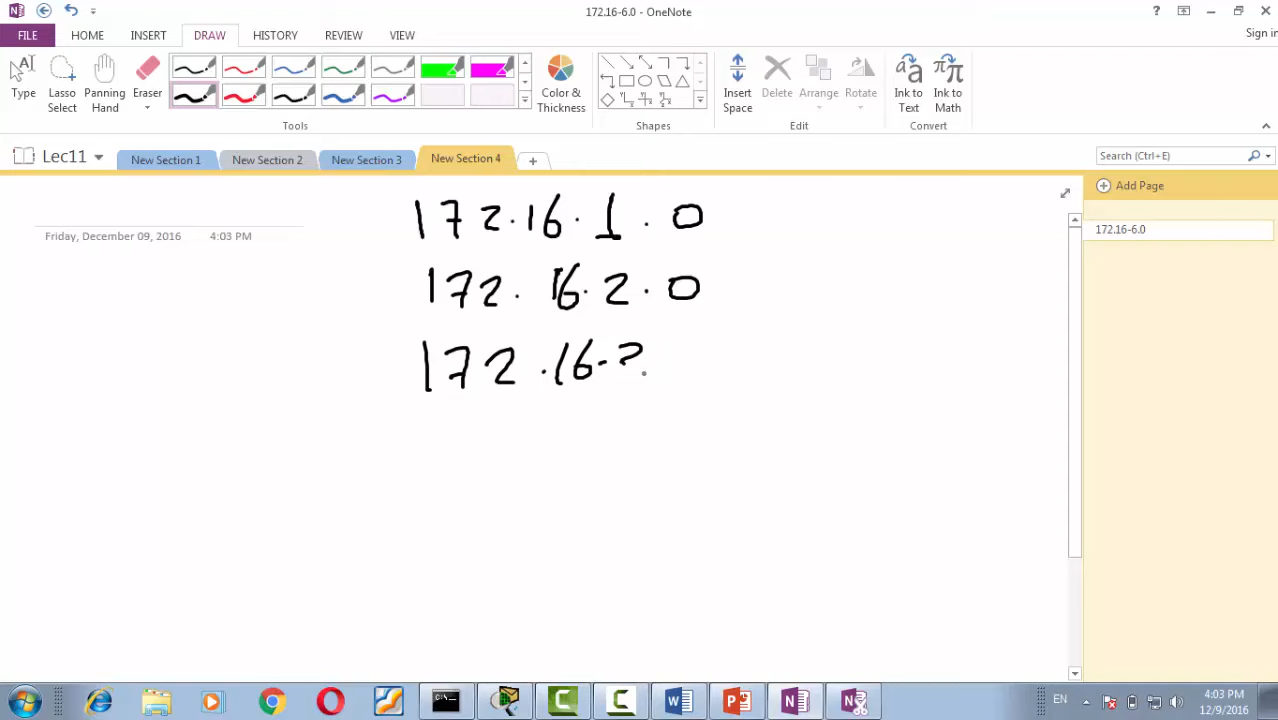 172.16-6.0 - OneNote
? 
FILE HOME INSERT DRAW HISTORY REVIEW VIEW
Sign in
Type
Lasso Select
Panning Hand
Eraser
Color & Thickness
Insert Space
Delete
Arrange
Rotate
Ink to Text
Ink to Math
Tools
Shapes
Edit
Convert
Lec11
New Section 1
New Section 2
New Section 3
New Section 4
Search (Ctrl+E)
Add Page
172.16-6.0
Friday, December 09, 2016 4:03 PM
172.16.1.0
172.16.2.0
172.16.
EN
4:03 PM
12/9/2016